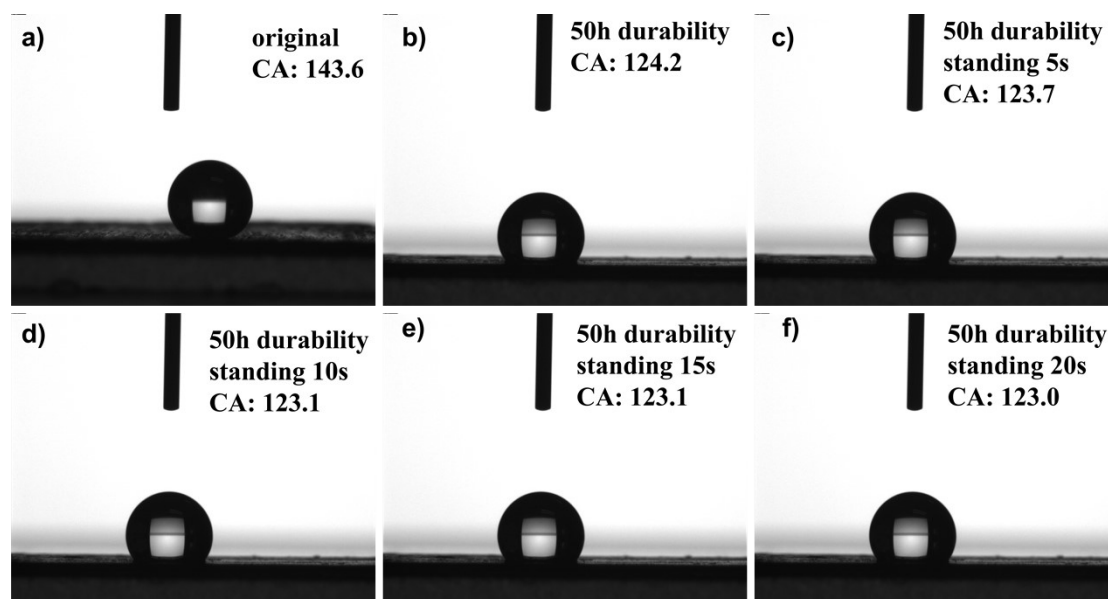 a)
original
CA: 143.6
b)
50h durability
CA: 124.2
c)
50h durability
standing 5s
CA: 123.7
d)
50h durability
standing 10s
CA: 123.1
e)
50h durability
standing 15s
CA: 123.1
f)
50h durability
standing 20s
CA: 123.0